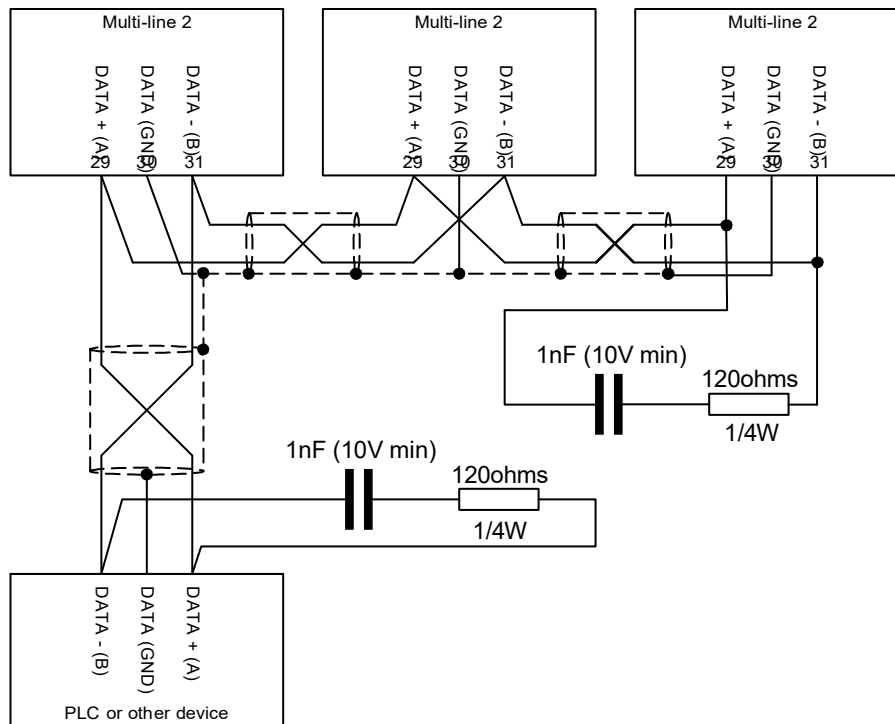 Multi-line 2
DATA + (A)
DATA (GND)
DATA - (B)
29
30
31
Multi-line 2
DATA + (A)
DATA (GND)
DATA - (B)
29
30
31
Multi-line 2
DATA + (A)
DATA (GND)
DATA - (B)
29
30
31
1nF (10V min)
120ohms
1/4W
1nF (10V min)
120ohms
1/4W
DATA - (B)
DATA (GND)
DATA + (A)
PLC or other device